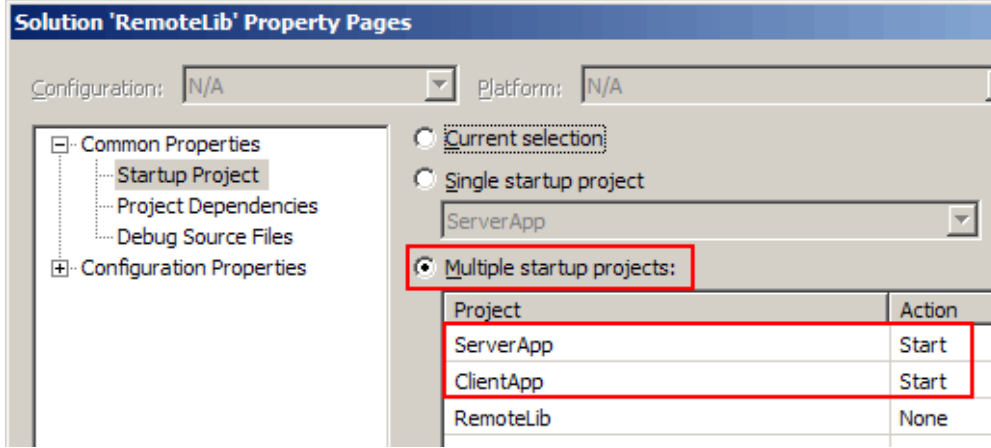 Solution 'RemoteLib' Property Pages
Configuration: N/A Platform: N/A
Common Properties
Startup Project
Project Dependencies
Debug Source Files
Configuration Properties
Current selection
Single startup project
ServerApp
Multiple startup projects:
Project Action
ServerApp Start
ClientApp Start
RemoteLib None